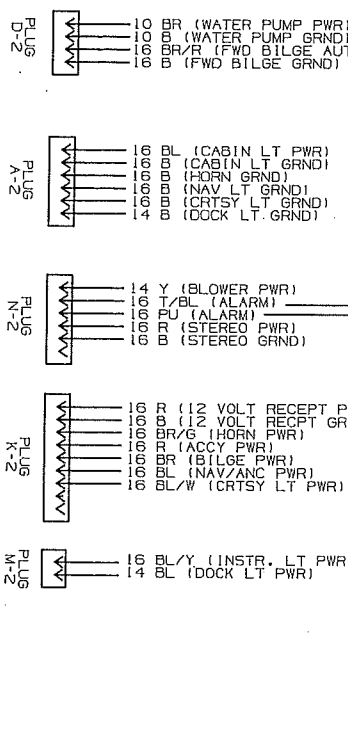 PLUG
D-2
10 BR (WATER PUMP PWR)
10 B (WATER PUMP GRND)
16 BR/R (FWD BILGE AUT
16 B (FWD BILGE GRND)
PLUG
A-2
16 BL (CABIN LT PWR)
16 B (CABIN LT GRND)
16 B (HORN GRND)
16 B (NAV LT GRND)
16 B (CRTSY LT GRND)
14 B (DOCK LT GRND)
PLUG
N-2
14 Y (BLOWER PWR)
16 T/BL (ALARM)
16 PU (ALARM)
16 R (STEREO PWR)
16 B (STEREO GRND)
PLUG
K-2
16 R (12 VOLT RECEPT P
16 B (12 VOLT RECPT GR
16 BR/G (HORN PWR)
16 R (ACCY PWR)
16 BR (BILGE PWR)
16 BL (NAV/ANC PWR)
16 BL/W (CRTSY LT PWR)
PLUG
M-2
16 BL/Y (INSTR. LT PWR
14 BL (DOCK LT PWR)